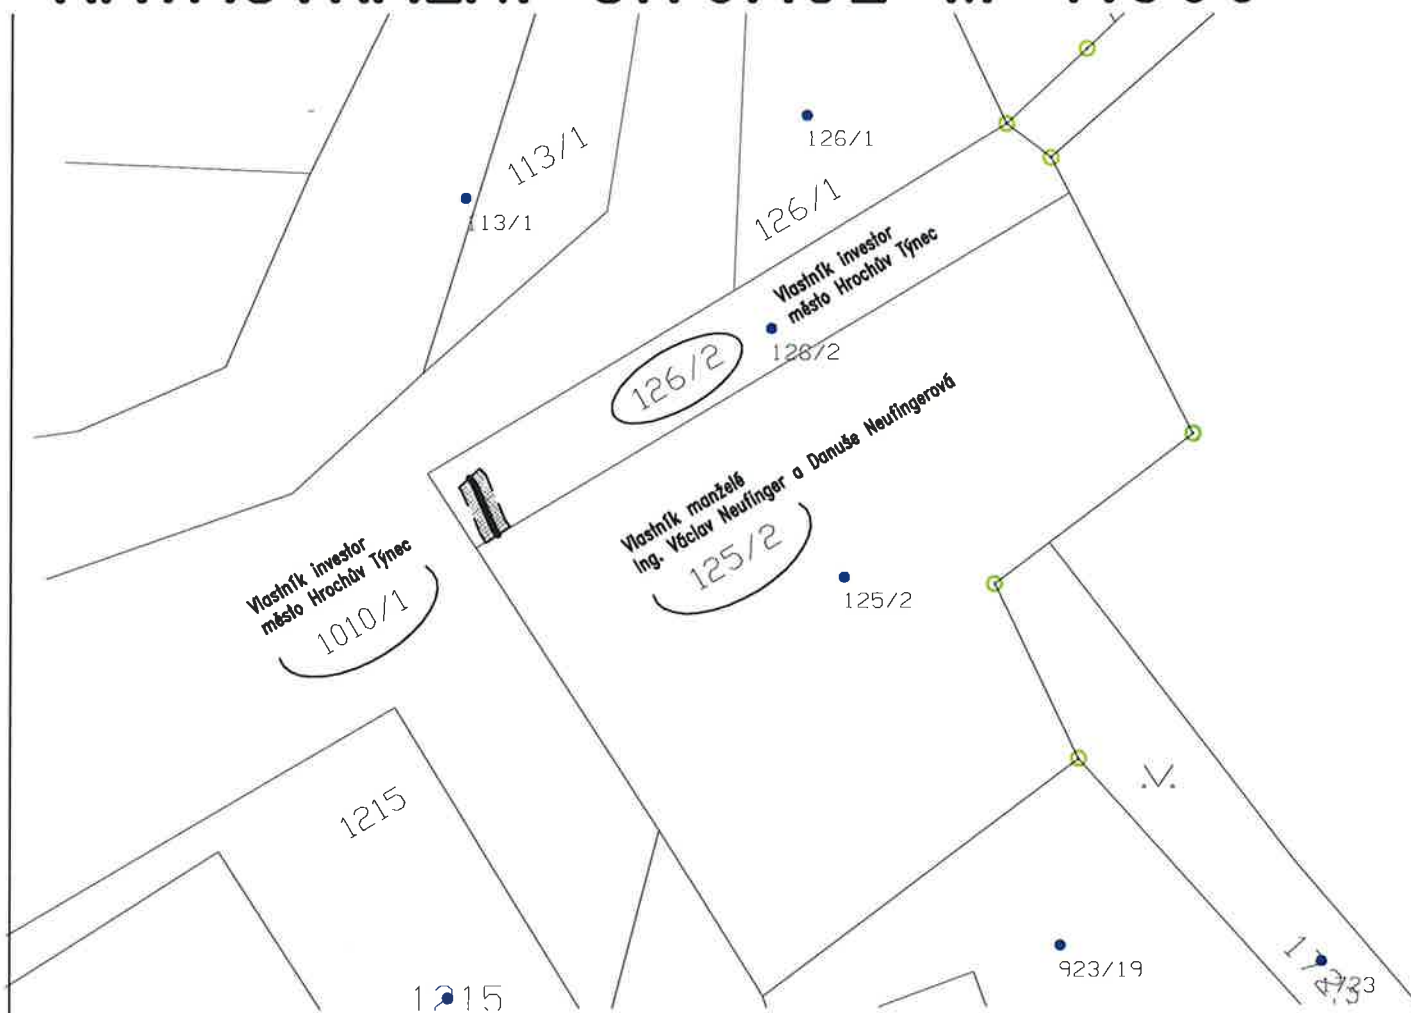 126/1
113/1
113/1
126/1
Vlastník investor
město Hrochův Týnec
126/2
126/2
Vlastník manželé
Ing. Václav Neufinger a Danuše Neufingerová
125/2
125/2
Vlastník investor
město Hrochův Týnec
1010/1
1215
.V.
923/19
1215